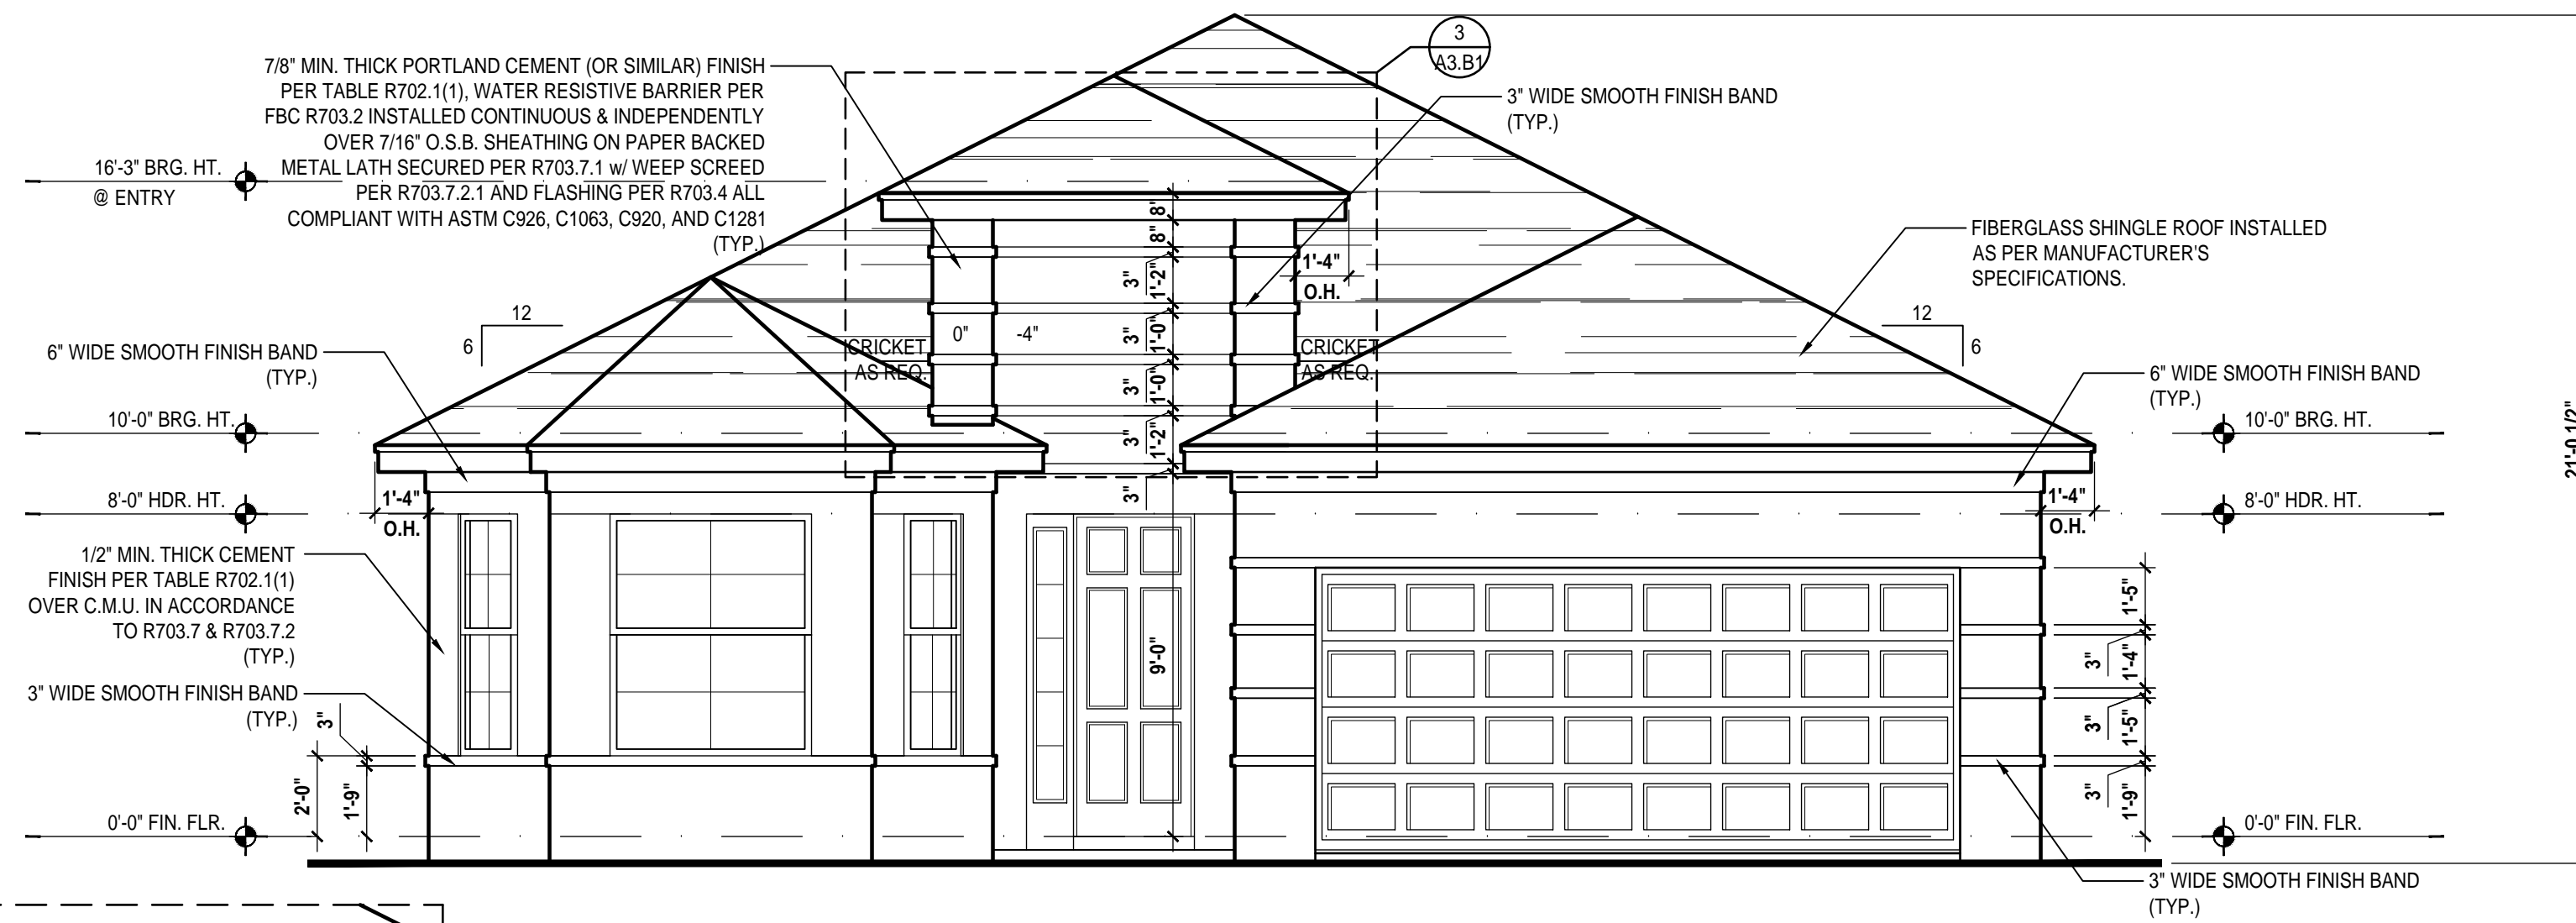 7/8" MIN. THICK PORTLAND CEMENT (OR SIMILAR) FINISH
PER TABLE R702.1(1), WATER RESISTIVE BARRIER PER
FBC R703.2 INSTALLED CONTINUOUS & INDEPENDENTLY
OVER 7/16" O.S.B. SHEATHING ON PAPER BACKED
METAL LATH SECURED PER R703.7.1 w/ WEEP SCREED
PER R703.7.2.1 AND FLASHING PER R703.4 ALL
COMPLIANT WITH ASTM C926, C1063, C920, AND C1281
(TYP.)
3
A3.B1
3" WIDE SMOOTH FINISH BAND
(TYP.)
16'-3" BRG. HT.
@ ENTRY
FIBERGLASS SHINGLE ROOF INSTALLED
AS PER MANUFACTURER'S
SPECIFICATIONS.
12
6
12
6
6" WIDE SMOOTH FINISH BAND
(TYP.)
6" WIDE SMOOTH FINISH BAND
(TYP.)
10'-0" BRG. HT.
10'-0" BRG. HT.
8'-0" HDR. HT.
8'-0" HDR. HT.
1/2" MIN. THICK CEMENT
FINISH PER TABLE R702.1(1)
OVER C.M.U. IN ACCORDANCE
TO R703.7 & R703.7.2
(TYP.)
3" WIDE SMOOTH FINISH BAND
(TYP.)
0'-0" FIN. FLR.
0'-0" FIN. FLR.
3" WIDE SMOOTH FINISH BAND
(TYP.)
CRICKET
AS REQ.
0"
-4"
CRICKET
AS REQ.
8"
8"
3"
1'-2"
3"
1'-0"
3"
1'-0"
3"
1'-2"
3"
9'-0"
1'-4"
O.H.
1'-4"
O.H.
1'-4"
O.H.
3"
2'-0"
1'-9"
1'-5"
3"
1'-4"
3"
1'-5"
3"
1'-9"
21'-0 1/2"